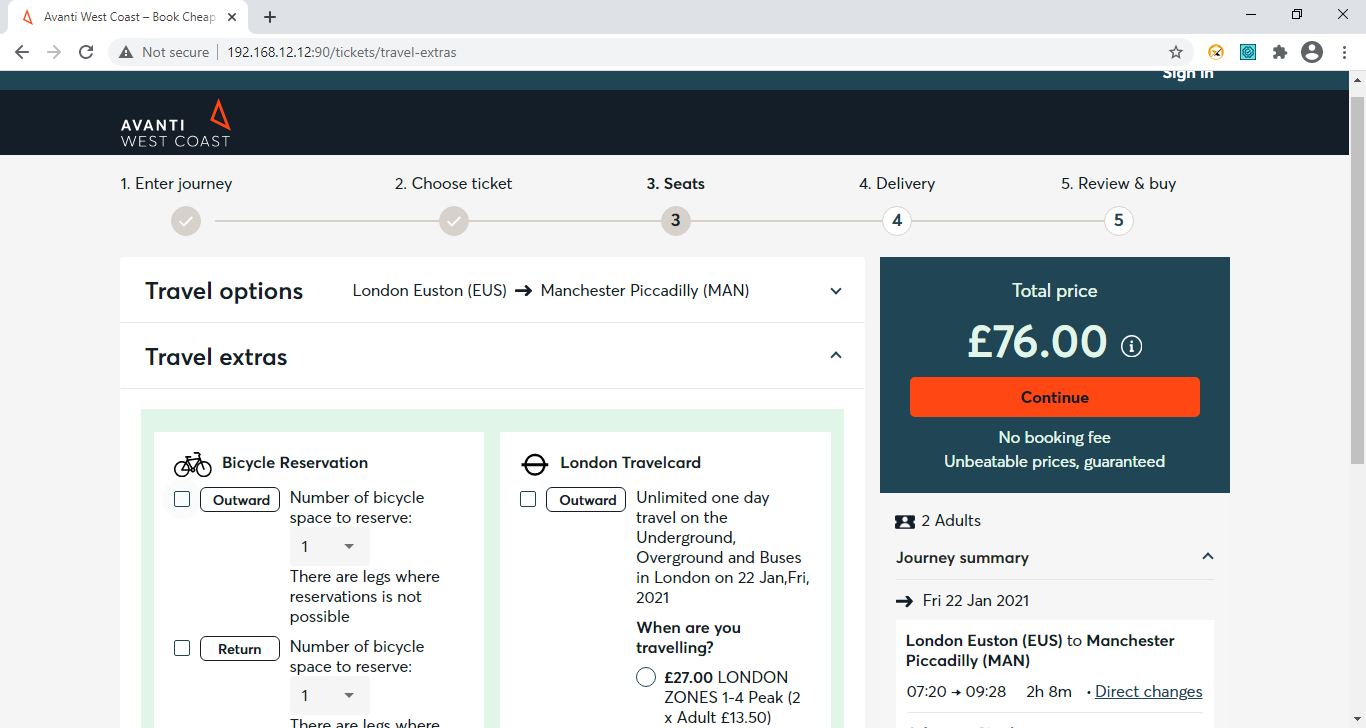 Avanti West Coast – Book Cheap
Not secure
192.168.12.12:90/tickets/travel-extras
Sign in
AVANTI
WEST COAST
1. Enter journey
2. Choose ticket
3. Seats
4. Delivery
5. Review & buy
3
4
5
Travel options
London Euston (EUS) → Manchester Piccadilly (MAN)
Travel extras
Bicycle Reservation
Outward
Number of bicycle
space to reserve:
1
There are legs where
reservations is not
possible
Return
Number of bicycle
space to reserve:
1
There are legs where
London Travelcard
Outward
Unlimited one day
travel on the
Underground,
Overground and Buses
in London on 22 Jan,Fri,
2021
When are you
travelling?
£27.00 LONDON
ZONES 1-4 Peak (2
x Adult £13.50)
Total price
£76.00
Continue
No booking fee
Unbeatable prices, guaranteed
2 Adults
Journey summary
→ Fri 22 Jan 2021
London Euston (EUS) to Manchester
Piccadilly (MAN)
07:20 → 09:28 2h 8m • Direct changes